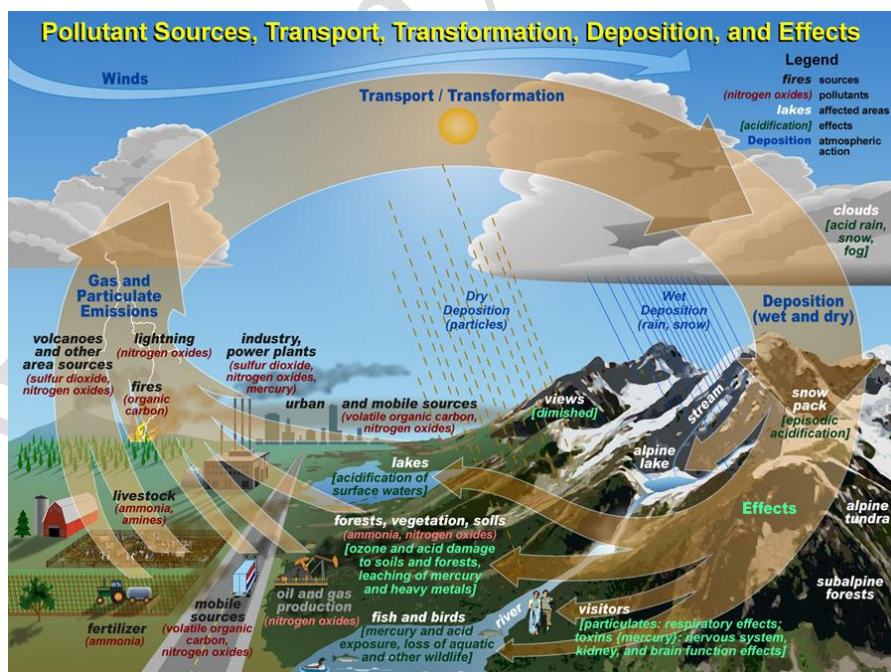 Pollutant Sources, Transport, Transformation, Deposition, and Effects
Winds
Transport / Transformation
Legend
fires sources
(nitrogen oxides) pollutants
lakes affected areas
[acidification] effects
Deposition atmospheric
action
clouds
[acid rain,
snow,
fog]
Gas and
Particulate
Emissions
Dry
Deposition
(particles)
Wet
Deposition
(rain, snow)
Deposition
(wet and dry)
volcanoes
and other
area sources
(sulfur dioxide,
nitrogen oxides)
lightning
(nitrogen oxides)
fires
(organic
carbon)
industry,
power plants
(sulfur dioxide,
nitrogen oxides,
mercury)
urban and mobile sources
(volatile organic carbon,
nitrogen oxides)
views
[dimished]
stream
snow
pack
[episodic
acidification]
alpine
lake
lakes
[acidification of
surface waters]
livestock
(ammonia,
amines)
forests, vegetation, soils
(ammonia, nitrogen oxides)
[ozone and acid damage
to soils and forests,
leaching of mercury
and heavy metals]
Effects
alpine
tundra
subalpine
forests
fertilizer
(ammonia)
mobile
sources
(volatile organic
carbon,
nitrogen oxides)
oil and gas
production
(nitrogen oxides)
fish and birds
[mercury and acid
exposure, loss of aquatic
and other wildlife]
river
visitors
[particulates: respiratory effects;
toxins {mercury}: nervous system,
kidney, and brain function effects]